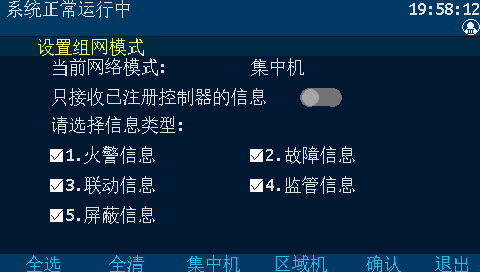 系统正常运行中 19:58:12
设置组网模式
当前网络模式: 集中机
只接收已注册控制器的信息
请选择信息类型:
1.火警信息 2.故障信息
3.联动信息 4.监管信息
5.屏蔽信息
全选 全清 集中机 区域机 确认 退出